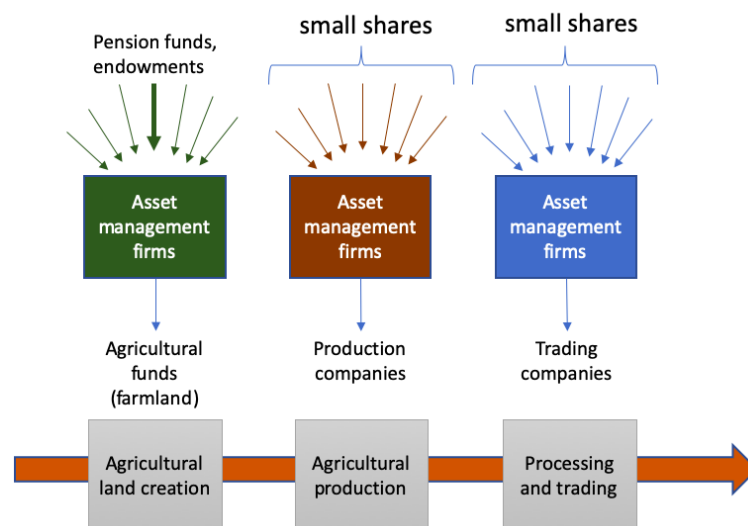 Pension funds,
endowments
small shares
small shares
Asset
management
firms
Asset
management
firms
Asset
management
firms
Agricultural
funds
(farmland)
Production
companies
Trading
companies
Agricultural
land creation
Agricultural
production
Processing
and trading